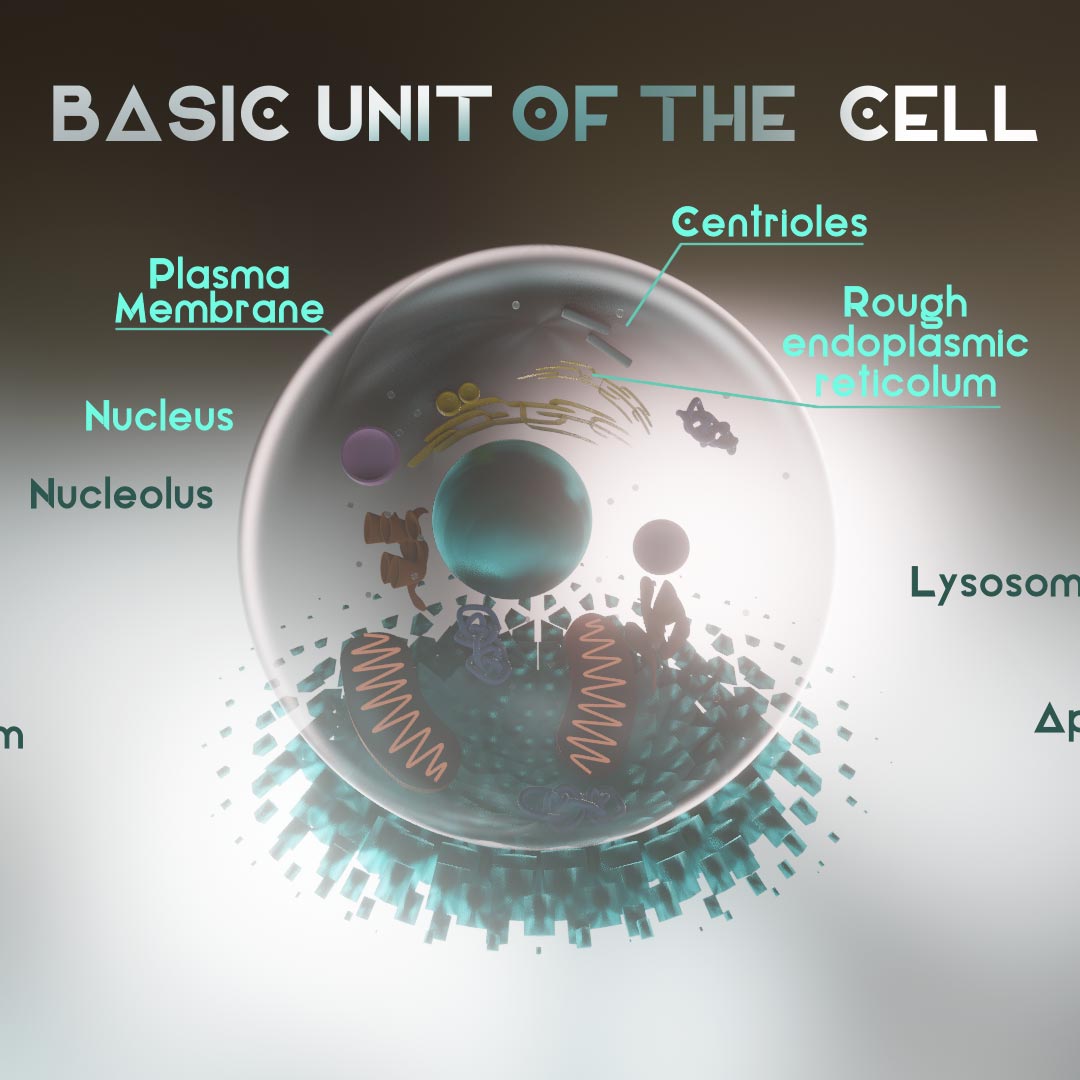 BASIC UNIT OF THE CELL
Centrioles
Plasma
Membrane
Rough
endoplasmic
reticolum
Nucleus
Nucleolus
Lysosom
Ap
m